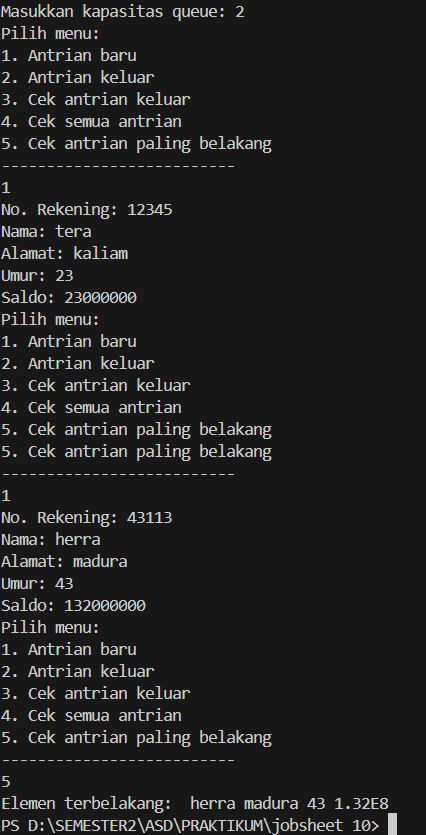 Masukkan kapasitas queue: 2
Pilih menu:
1. Antrian baru
2. Antrian keluar
3. Cek antrian keluar
4. Cek semua antrian
5. Cek antrian paling belakang
--------------------------
1
No. Rekening: 12345
Nama: tera
Alamat: kaliam
Umur: 23
Saldo: 23000000
Pilih menu:
1. Antrian baru
2. Antrian keluar
3. Cek antrian keluar
4. Cek semua antrian
5. Cek antrian paling belakang
5. Cek antrian paling belakang
--------------------------
1
No. Rekening: 43113
Nama: herra
Alamat: madura
Umur: 43
Saldo: 132000000
Pilih menu:
1. Antrian baru
2. Antrian keluar
3. Cek antrian keluar
4. Cek semua antrian
5. Cek antrian paling belakang
--------------------------
5
Elemen terbelakang:  herra madura 43 1.32E8
PS D:\SEMESTER2\ASD\PRAKTIKUM\jobsheet 10>